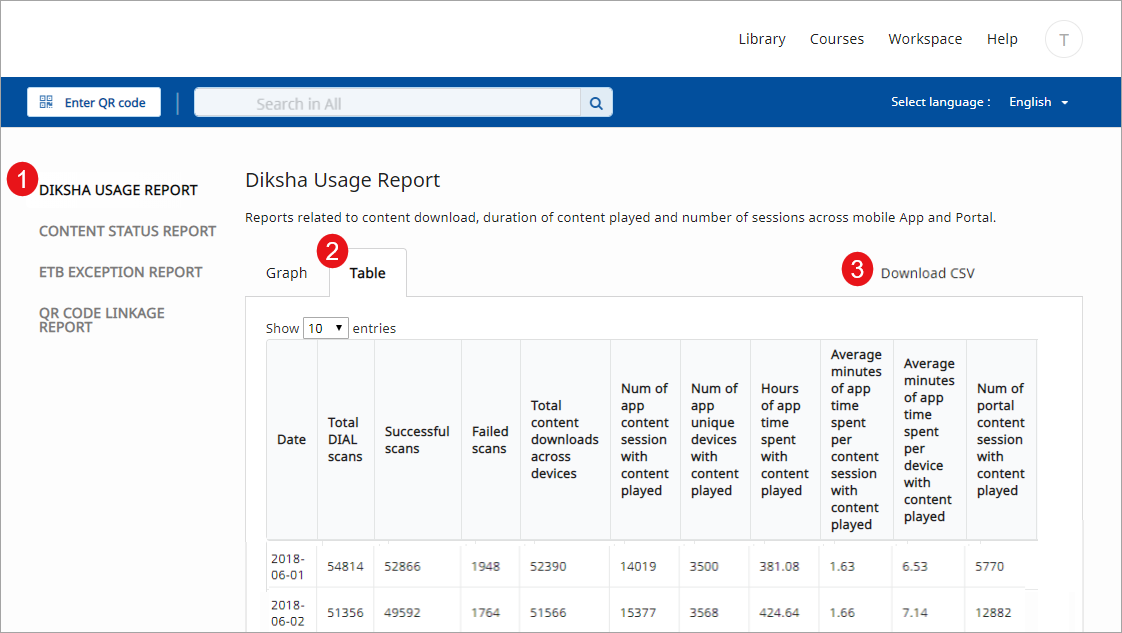 Library Courses Workspace Help T
Enter QR code Search in All Select language : English
1
DIKSHA USAGE REPORT
CONTENT STATUS REPORT
ETB EXCEPTION REPORT
QR CODE LINKAGE
REPORT
Diksha Usage Report
Reports related to content download, duration of content played and number of sessions across mobile App and Portal.
Graph
2
Table
3
Download CSV
Show 10 entries
Date
Total
DIAL
scans
Successful
scans
Failed
scans
Total
content
downloads
across
devices
Num of
app
content
session
with
content
played
Num of
app
unique
devices
with
content
played
Hours
of app
time
spent
with
content
played
Average
minutes
of app
time
spent
per
content
session
with
content
played
Average
minutes
of app
time
spent
per
device
with
content
played
Num of
portal
content
session
with
content
played
2018-
06-01
54814 52866 1948 52390 14019 3500 381.08 1.63 6.53 5770
2018-
06-02
51356 49592 1764 51566 15377 3568 424.64 1.66 7.14 12882